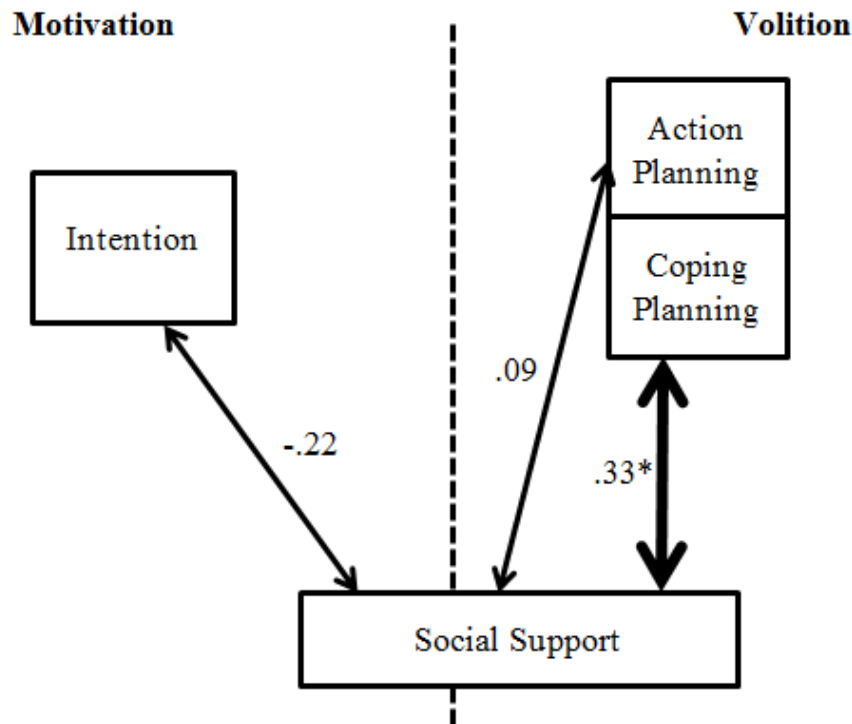 Motivation
Volition
Action
Planning
Intention
Coping
Planning
.09
-.22
.33*
Social Support